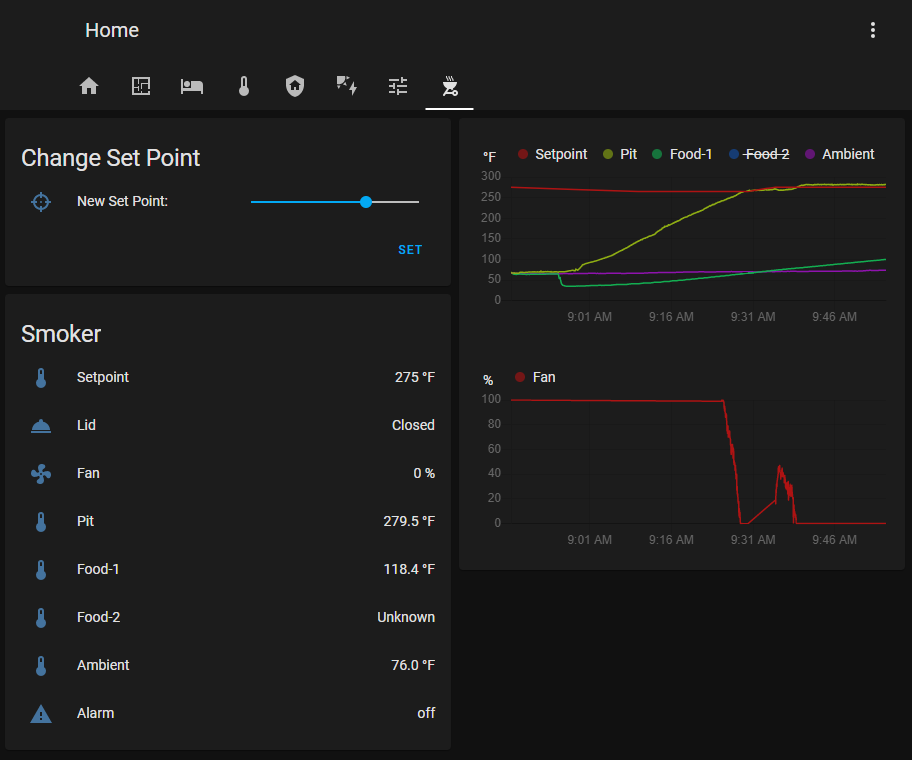 Home
Change Set Point
New Set Point:
SET
Smoker
Setpoint 275 °F
Lid Closed
Fan 0 %
Pit 279.5 °F
Food-1 118.4 °F
Food-2 Unknown
Ambient 76.0 °F
Alarm off
°F Setpoint Pit Food-1 Food 2 Ambient
300
250
200
150
100
50
0
9:01 AM 9:16 AM 9:31 AM 9:46 AM
% Fan
100
80
60
40
20
0
9:01 AM 9:16 AM 9:31 AM 9:46 AM